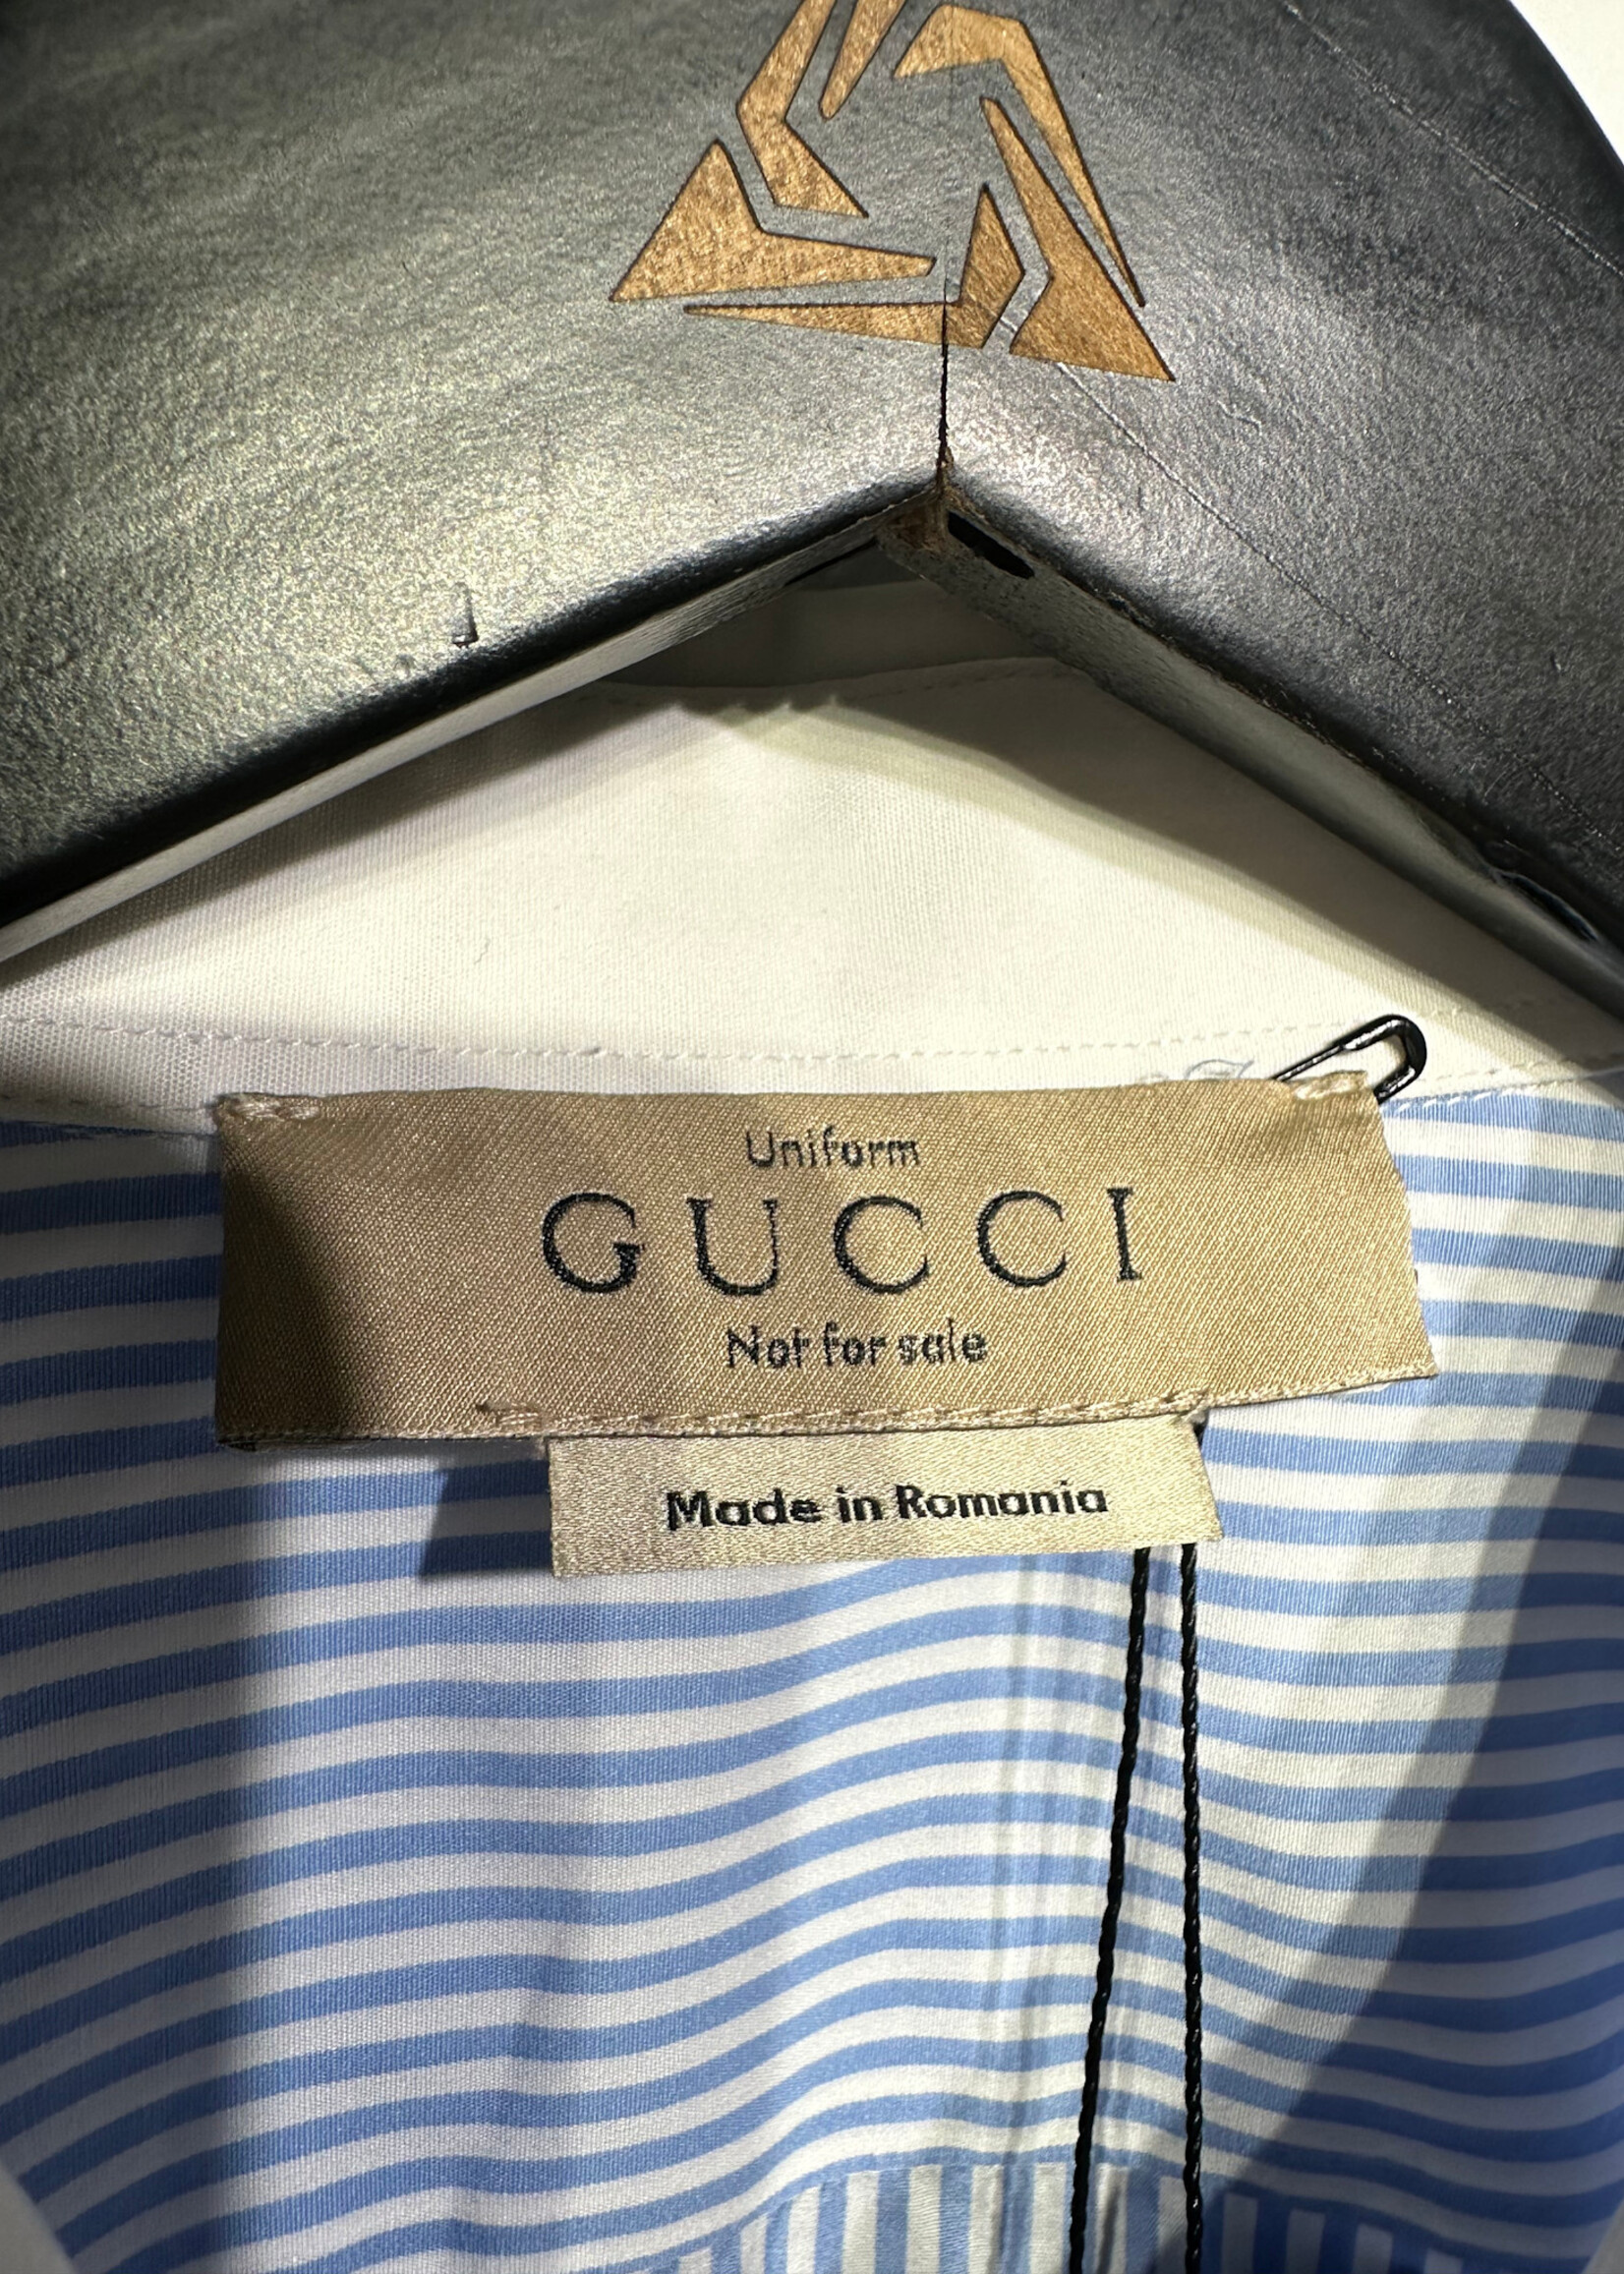 Uniform
GUCCI
Not for sale
Made in Romania